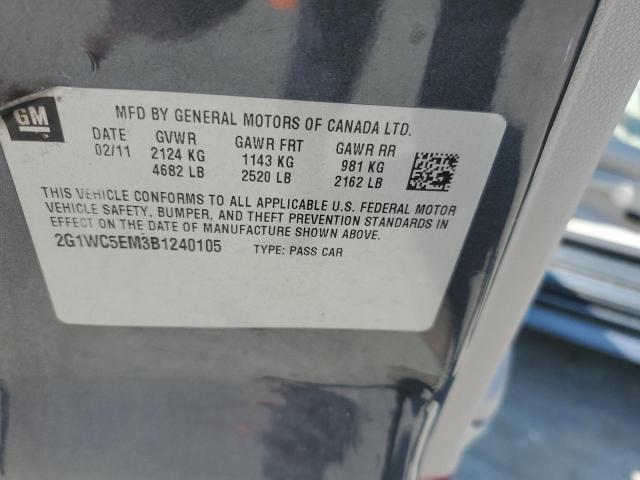 GM
MFD BY GENERAL MOTORS OF CANADA LTD.
DATE GVWR GAWR FRT GAWR RR
02/11 2124 KG 1143 KG 981 KG
4682 LB 2520 LB 2162 LB
THIS VEHICLE CONFORMS TO ALL APPLICABLE U.S. FEDERAL MOTOR
VEHICLE SAFETY, BUMPER, AND THEFT PREVENTION STANDARDS IN
EFFECT ON THE DATE OF MANUFACTURE SHOWN ABOVE.
2G1WC5EM3B1240105 TYPE: PASS CAR